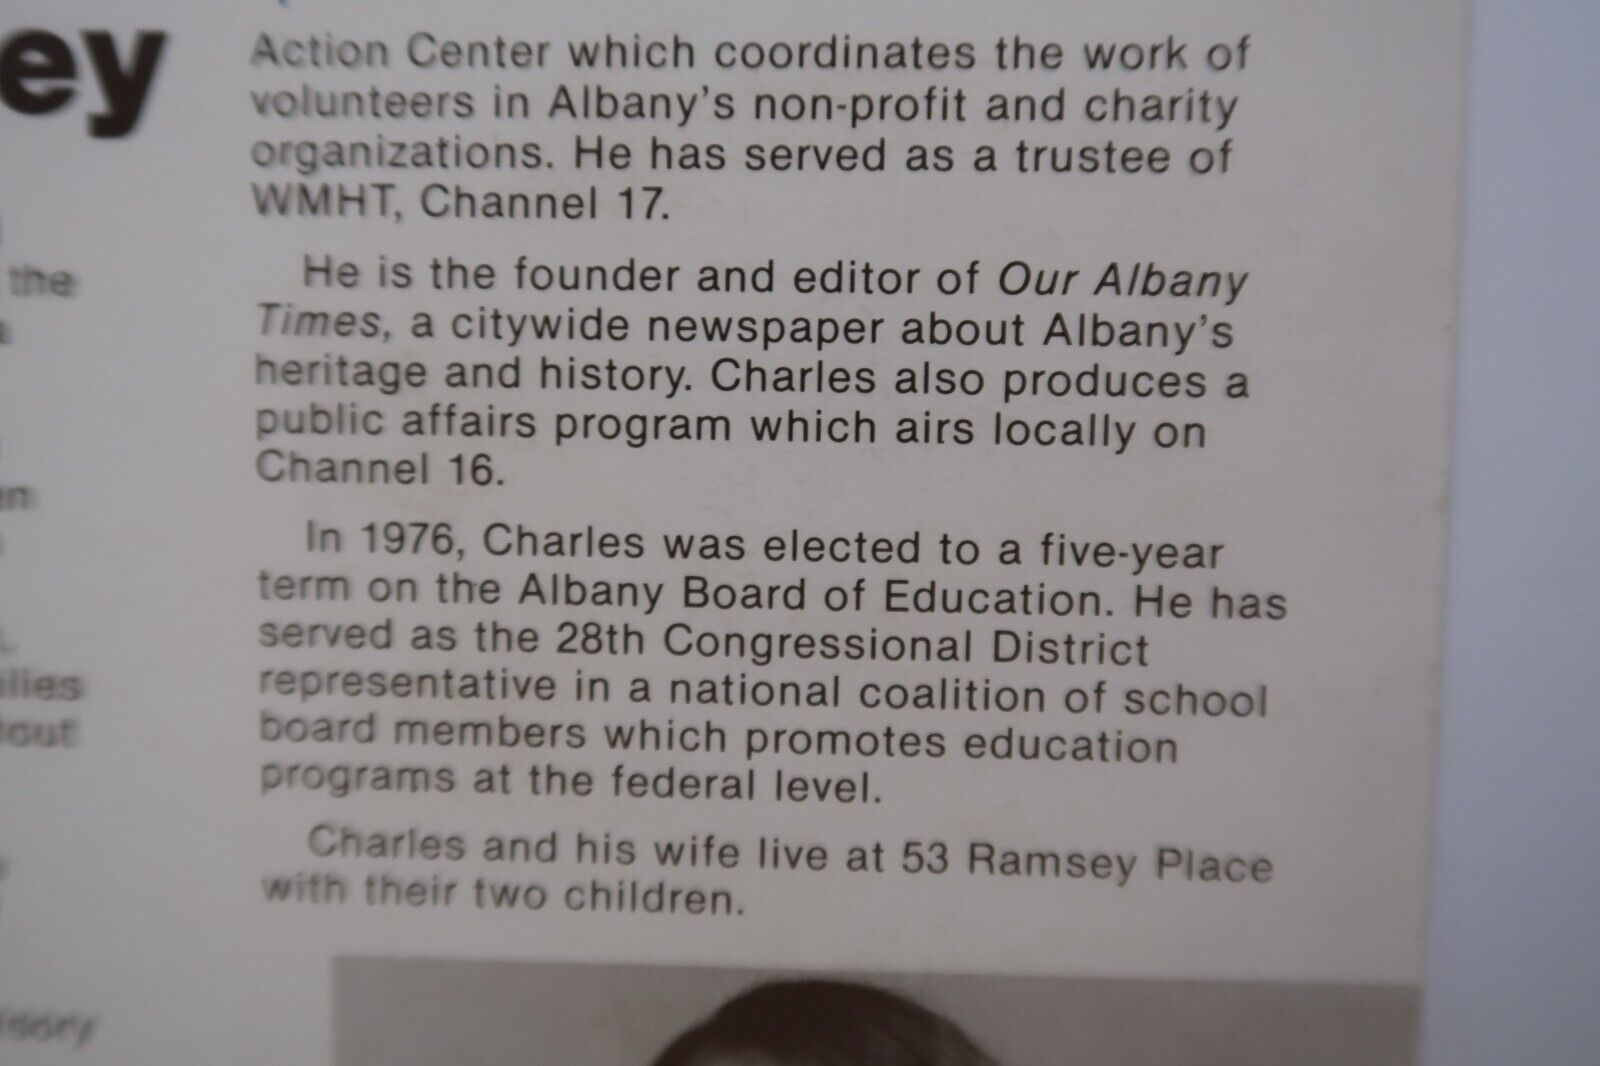 ey
the
en
lies
Action Center which coordinates the work of
volunteers in Albany's non-profit and charity
organizations. He has served as a trustee of
WMHT, Channel 17.
He is the founder and editor of Our Albany
Times, a citywide newspaper about Albany's
heritage and history. Charles also produces a
public affairs program which airs locally on
Channel 16.
In 1976, Charles was elected to a five-year
term on the Albany Board of Education. He has
served as the 28th Congressional District
representative in a national coalition of school
board members which promotes education
programs at the federal level.
Charles and his wife live at 53 Ramsey Place
with their two children.